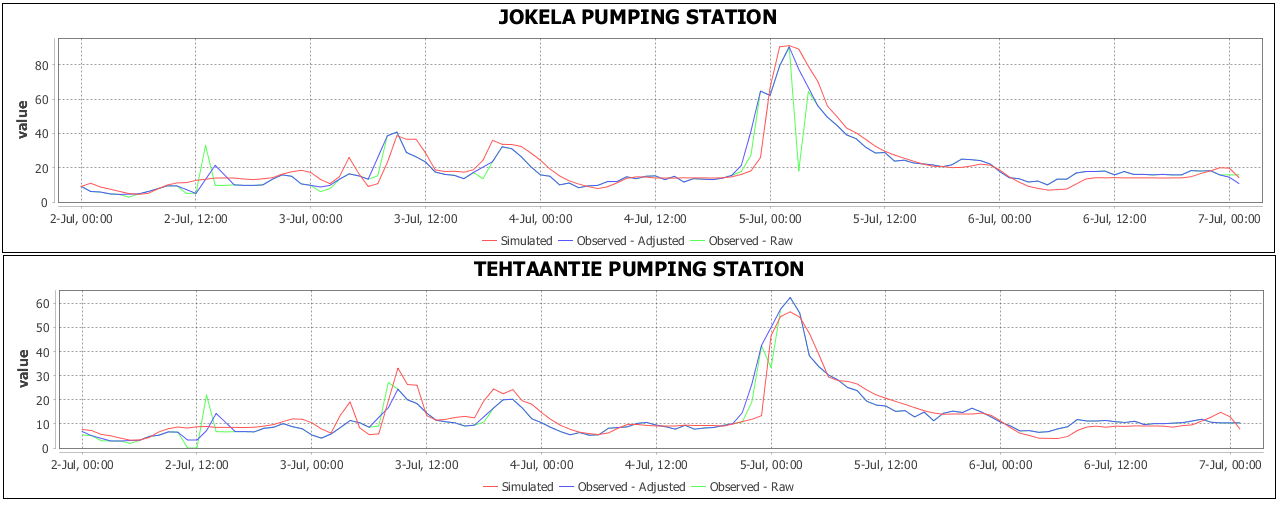 JOKELA PUMPING STATION
value
80
60
40
20
0
2-Jul, 00:00 2-Jul, 12:00 3-Jul, 00:00 3-Jul, 12:00 4-Jul, 00:00 4-Jul, 12:00 5-Jul, 00:00 5-Jul, 12:00 6-Jul, 00:00 6-Jul, 12:00 7-Jul, 00:00
Simulated Observed - Adjusted Observed - Raw
TEHTAANTIE PUMPING STATION
value
60
50
40
30
20
10
0
2-Jul, 00:00 2-Jul, 12:00 3-Jul, 00:00 3-Jul, 12:00 4-Jul, 00:00 4-Jul, 12:00 5-Jul, 00:00 5-Jul, 12:00 6-Jul, 00:00 6-Jul, 12:00 7-Jul, 00:00
Simulated Observed - Adjusted Observed - Raw